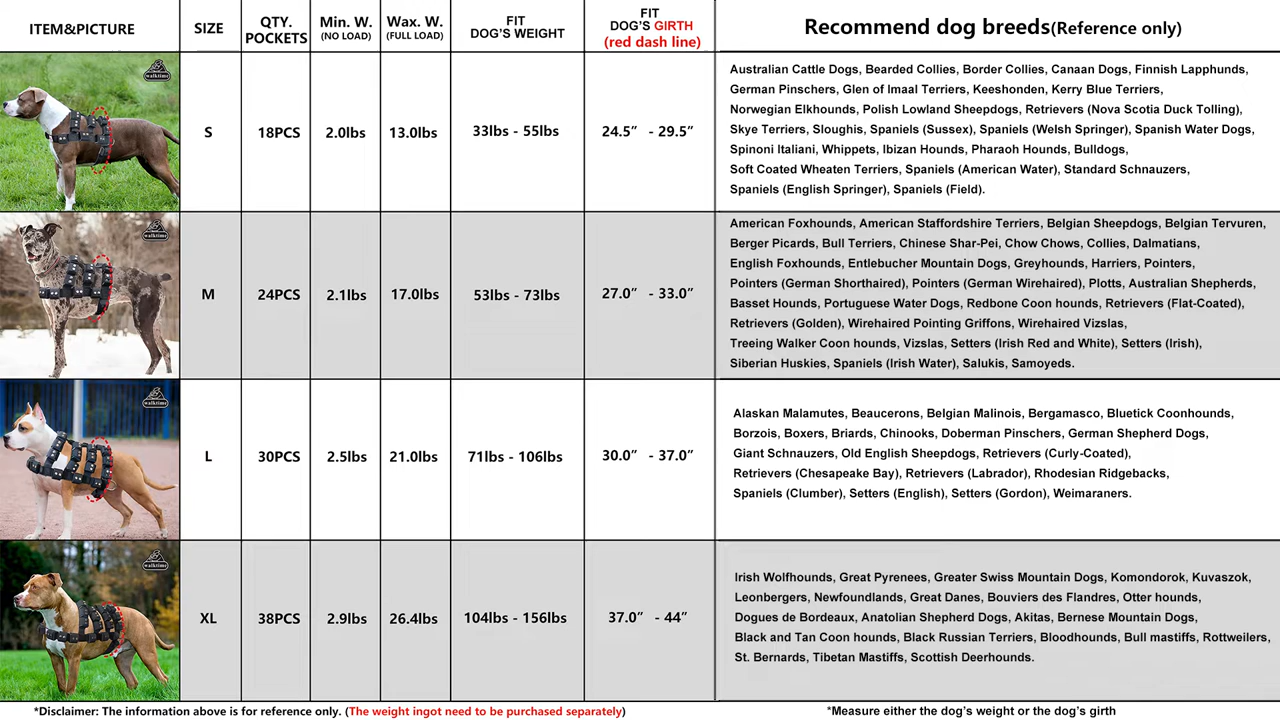 ITEM&PICTURE
SIZE
QTY.
POCKETS
Min. W.
(NO LOAD)
Wax. W.
(FULL LOAD)
FIT
DOG'S WEIGHT
FIT
DOG'S GIRTH
(red dash line)
Recommend dog breeds(Reference only)
walktime
S
18PCS
2.0lbs
13.0lbs
33lbs - 55lbs
24.5" - 29.5"
Australian Cattle Dogs, Bearded Collies, Border Collies, Canaan Dogs, Finnish Lapphunds,
German Pinschers, Glen of Imaal Terriers, Keeshonden, Kerry Blue Terriers,
Norwegian Elkhounds, Polish Lowland Sheepdogs, Retrievers (Nova Scotia Duck Tolling),
Skye Terriers, Sloughis, Spaniels (Sussex), Spaniels (Welsh Springer), Spanish Water Dogs,
Spinoni Italiani, Whippets, Ibizan Hounds, Pharaoh Hounds, Bulldogs,
Soft Coated Wheaten Terriers, Spaniels (American Water), Standard Schnauzers,
Spaniels (English Springer), Spaniels (Field).
walktime
M
24PCS
2.1lbs
17.0lbs
53lbs - 73lbs
27.0" - 33.0"
American Foxhounds, American Staffordshire Terriers, Belgian Sheepdogs, Belgian Tervuren,
Berger Picards, Bull Terriers, Chinese Shar-Pei, Chow Chows, Collies, Dalmatians,
English Foxhounds, Entlebucher Mountain Dogs, Greyhounds, Harriers, Pointers,
Pointers (German Shorthaired), Pointers (German Wirehaired), Plotts, Australian Shepherds,
Basset Hounds, Portuguese Water Dogs, Redbone Coon hounds, Retrievers (Flat-Coated),
Retrievers (Golden), Wirehaired Pointing Griffons, Wirehaired Vizslas,
Treeing Walker Coon hounds, Vizslas, Setters (Irish Red and White), Setters (Irish),
Siberian Huskies, Spaniels (Irish Water), Salukis, Samoyeds.
walktime
L
30PCS
2.5lbs
21.0lbs
71lbs - 106lbs
30.0" - 37.0"
Alaskan Malamutes, Beaucerons, Belgian Malinois, Bergamasco, Bluetick Coonhounds,
Borzois, Boxers, Briards, Chinooks, Doberman Pinschers, German Shepherd Dogs,
Giant Schnauzers, Old English Sheepdogs, Retrievers (Curly-Coated),
Retrievers (Chesapeake Bay), Retrievers (Labrador), Rhodesian Ridgebacks,
Spaniels (Clumber), Setters (English), Setters (Gordon), Weimaraners.
walktime
XL
38PCS
2.9lbs
26.4lbs
104lbs - 156lbs
37.0" - 44"
Irish Wolfhounds, Great Pyrenees, Greater Swiss Mountain Dogs, Komondorok, Kuvaszok,
Leonbergers, Newfoundlands, Great Danes, Bouviers des Flandres, Otter hounds,
Dogues de Bordeaux, Anatolian Shepherd Dogs, Akitas, Bernese Mountain Dogs,
Black and Tan Coon hounds, Black Russian Terriers, Bloodhounds, Bull mastiffs, Rottweilers,
St. Bernards, Tibetan Mastiffs, Scottish Deerhounds.
*Disclaimer: The information above is for reference only. (The weight ingot need to be purchased separately)
*Measure either the dog's weight or the dog's girth